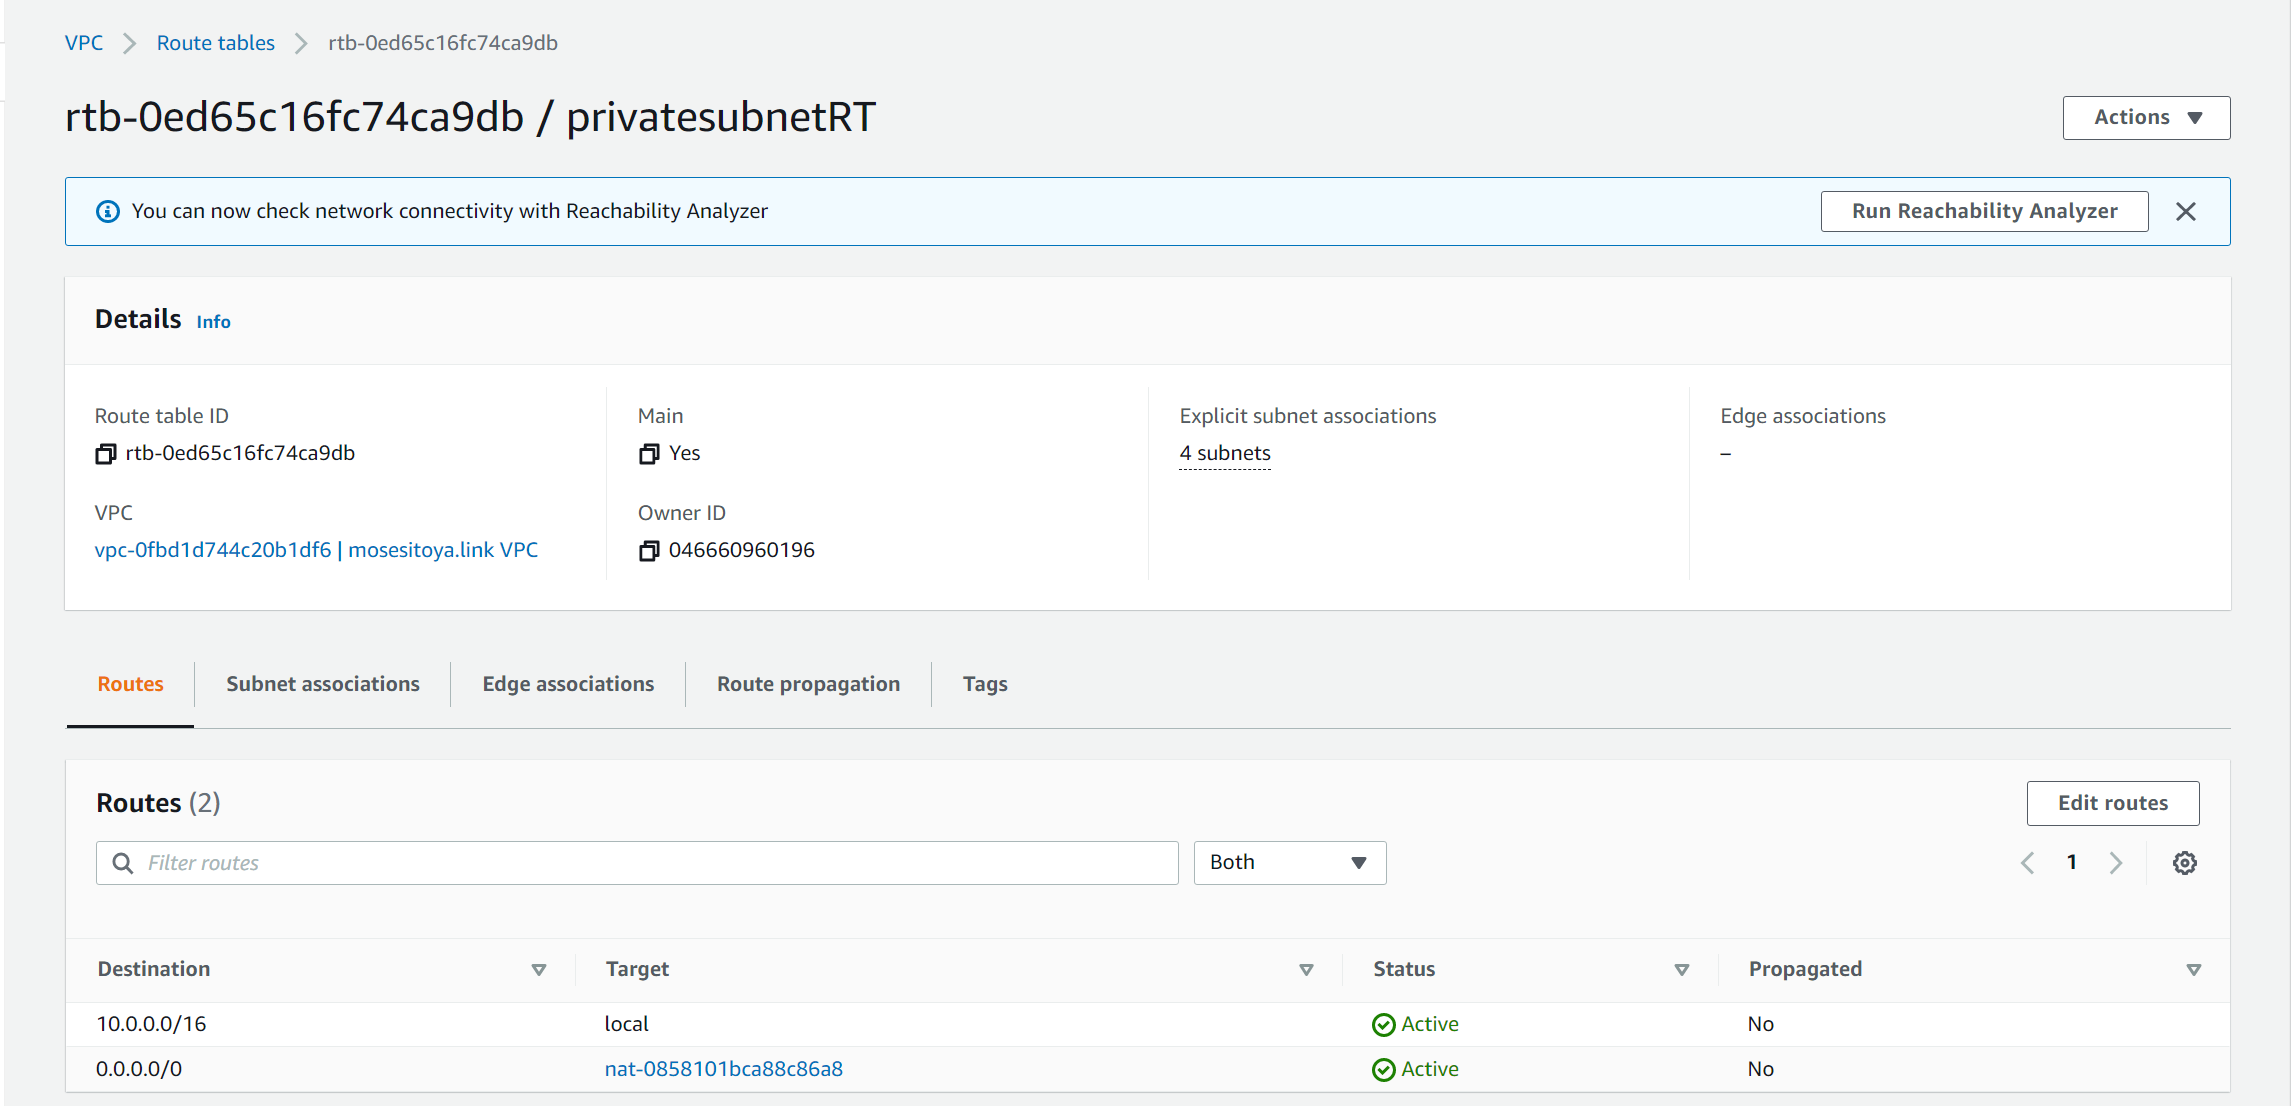 VPC > Route tables > rtb-0ed65c16fc74ca9db
rtb-0ed65c16fc74ca9db / privatesubnetRT
Actions
You can now check network connectivity with Reachability Analyzer
Run Reachability Analyzer
Details Info
Route table ID
rtb-0ed65c16fc74ca9db
Main
Yes
Explicit subnet associations
4 subnets
Edge associations
–
VPC
vpc-0fbd1d744c20b1df6 | mosesitoya.link VPC
Owner ID
046660960196
Routes
Subnet associations
Edge associations
Route propagation
Tags
Routes (2)
Edit routes
Filter routes
Both
1
Destination Target Status Propagated
10.0.0.0/16 local Active No
0.0.0.0/0 nat-0858101bca88c86a8 Active No